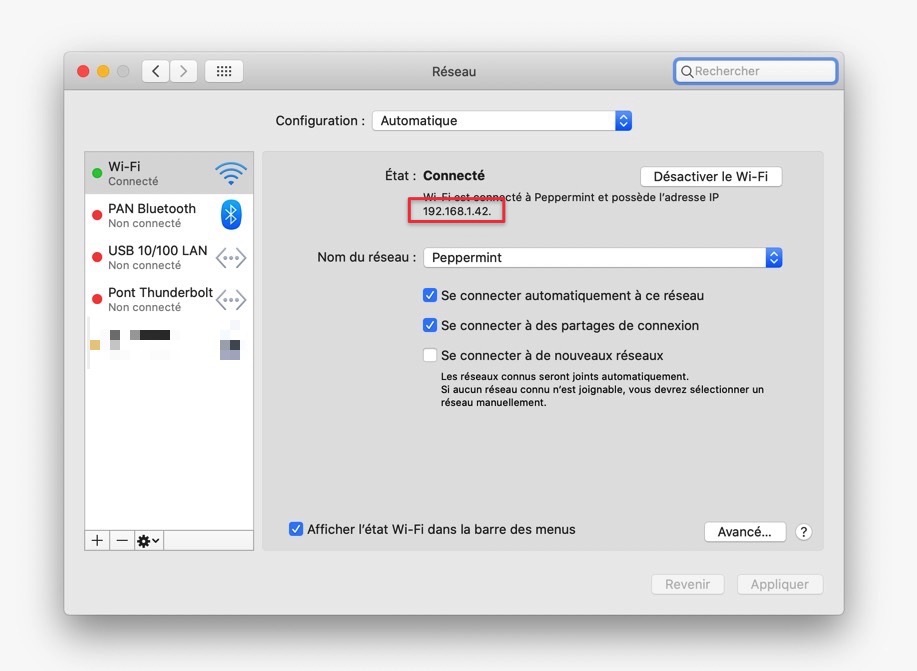 Réseau
Rechercher
Configuration : Automatique
Wi-Fi
Connecté
PAN Bluetooth
Non connecté
USB 10/100 LAN
Non connecté
Pont Thunderbolt
Non connecté
État : Connecté
Désactiver le Wi-Fi
Wi-Fi est connecté à Peppermint et possède l'adresse IP
192.168.1.42.
Nom du réseau : Peppermint
Se connecter automatiquement à ce réseau
Se connecter à des partages de connexion
Se connecter à de nouveaux réseaux
Les réseaux connus seront joints automatiquement.
Si aucun réseau connu n'est joignable, vous devrez sélectionner un
réseau manuellement.
Afficher l'état Wi-Fi dans la barre des menus
Avancé...
?
Revenir
Appliquer